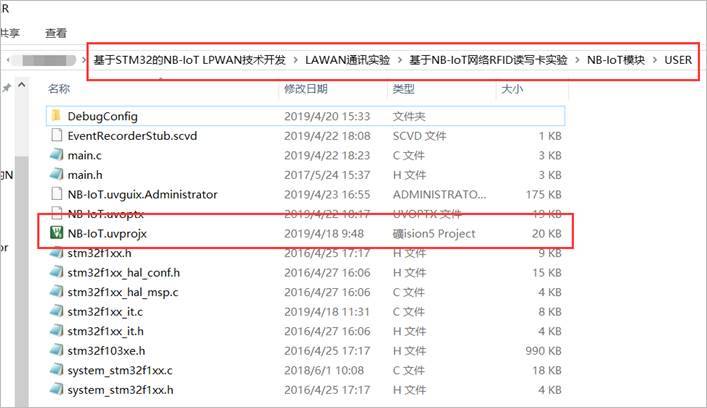 R
共享 查看
基于STM32的NB-IoT LPWAN技术开发 > LAWAN通讯实验 > 基于NB-IoT网络RFID读写卡实验 > NB-IoT模块 > USER
名称 修改日期 类型 大小
DebugConfig 2019/4/20 15:33 文件夹
EventRecorderStub.scvd 2019/4/22 18:08 SCVD 文件 1 KB
main.c 2019/4/22 18:23 C 文件 3 KB
main.h 2017/5/24 15:37 H 文件 3 KB
的N
NB-IoT.uvguix.Administrator 2019/4/23 16:55 ADMINISTRATO... 175 KB
NB-IoT.uvoptx 2019/4/22 18:17 UVOPTX 文件 19 KB
NB-IoT.uvprojx 2019/4/18 9:48 礦ision5 Project 20 KB
or
stm32f1xx.h 2016/4/25 17:17 H 文件 9 KB
stm32f1xx_hal_conf.h 2016/4/27 16:06 H 文件 15 KB
stm32f1xx_hal_msp.c 2016/4/27 16:06 C 文件 4 KB
stm32f1xx_it.c 2019/4/18 11:31 C 文件 8 KB
stm32f1xx_it.h 2016/4/27 16:06 H 文件 4 KB
stm32f103xe.h 2016/4/25 17:17 H 文件 990 KB
system_stm32f1xx.c 2018/6/1 10:08 C 文件 4 KB
system_stm32f1xx.h 2016/4/25 17:17 H 文件 4 KB